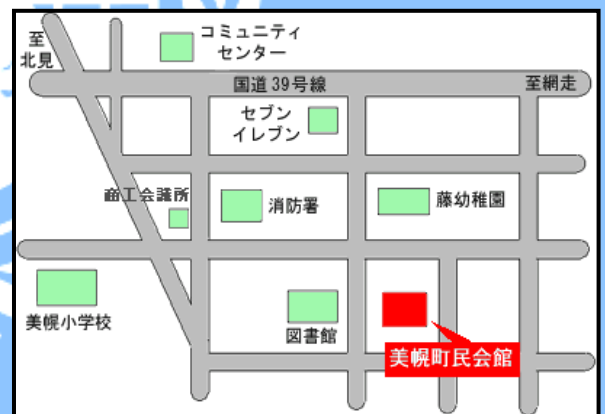 至
北見
コミュニティ
センター
国道39号線
至網走
セブン
イレブン
商工会議所
消防署
藤幼稚園
美幌小学校
図書館
美幌町民会館